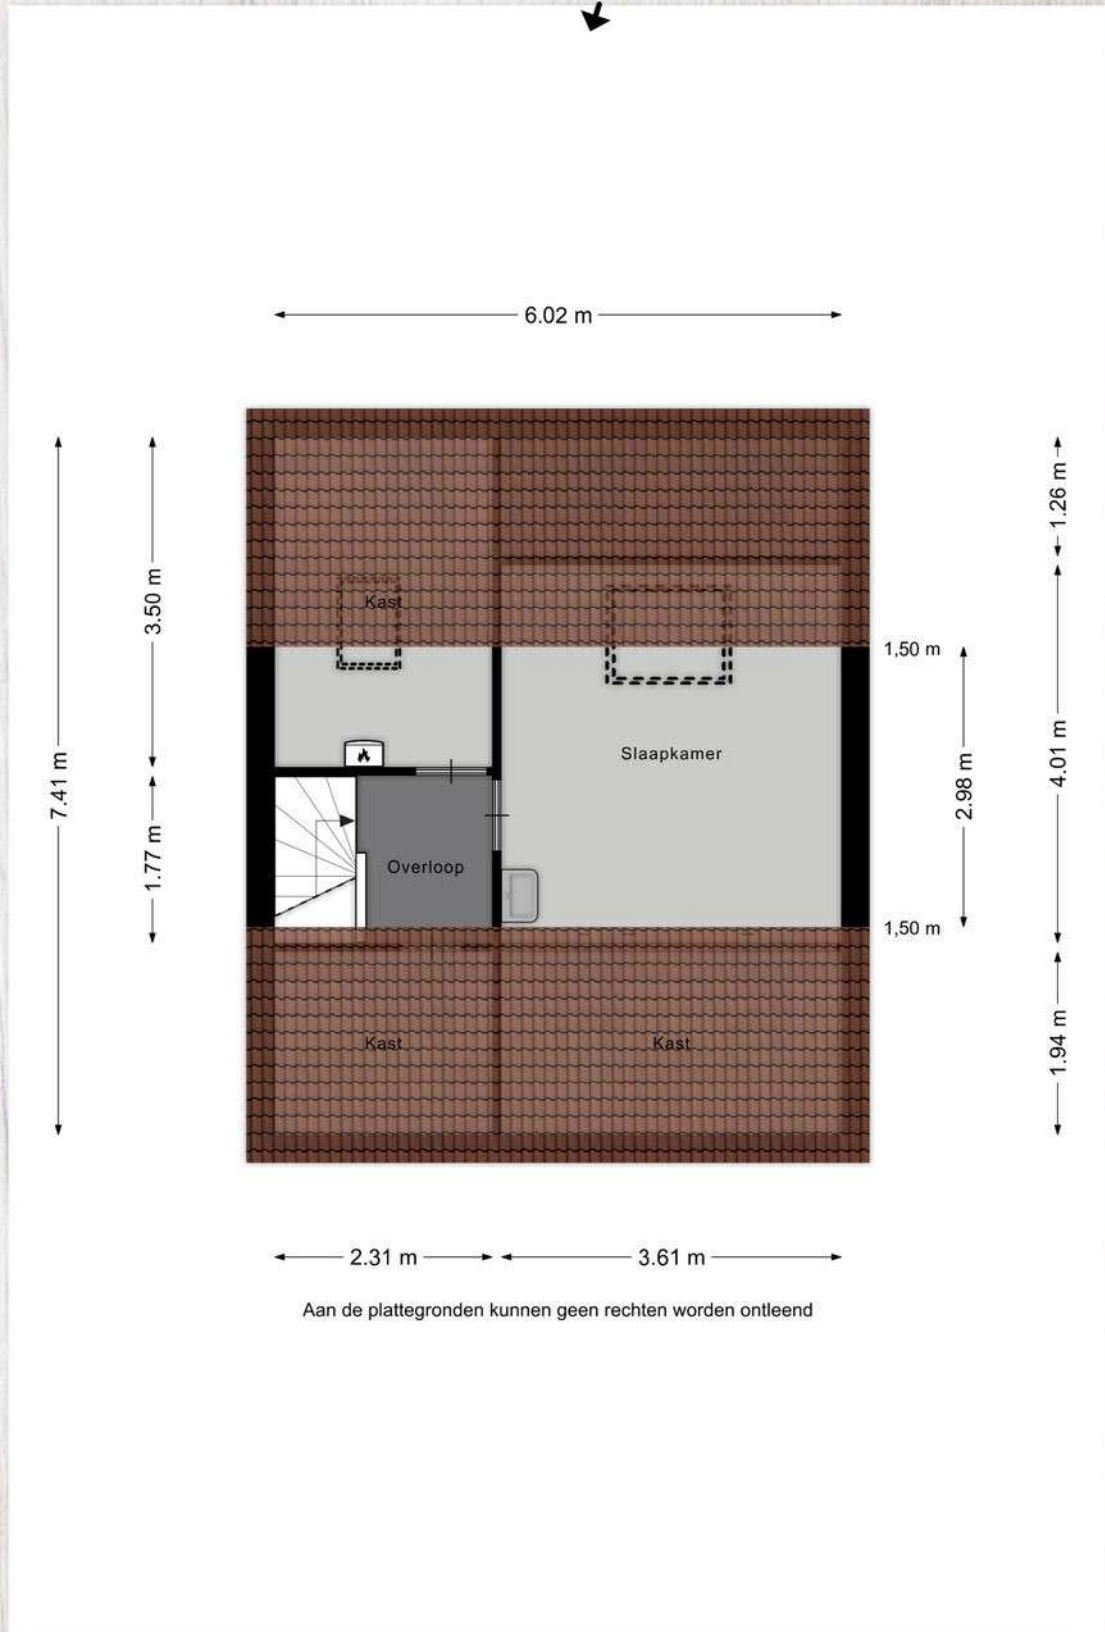 6.02 m
1.26 m
3.50 m
Kast
1,50 m
Slaapkamer
7.41 m
2.98 m
4.01 m
1.77 m
Overloop
1,50 m
Kast
Kast
1.94 m
2.31 m
3.61 m
Aan de plattegronden kunnen geen rechten worden ontleend